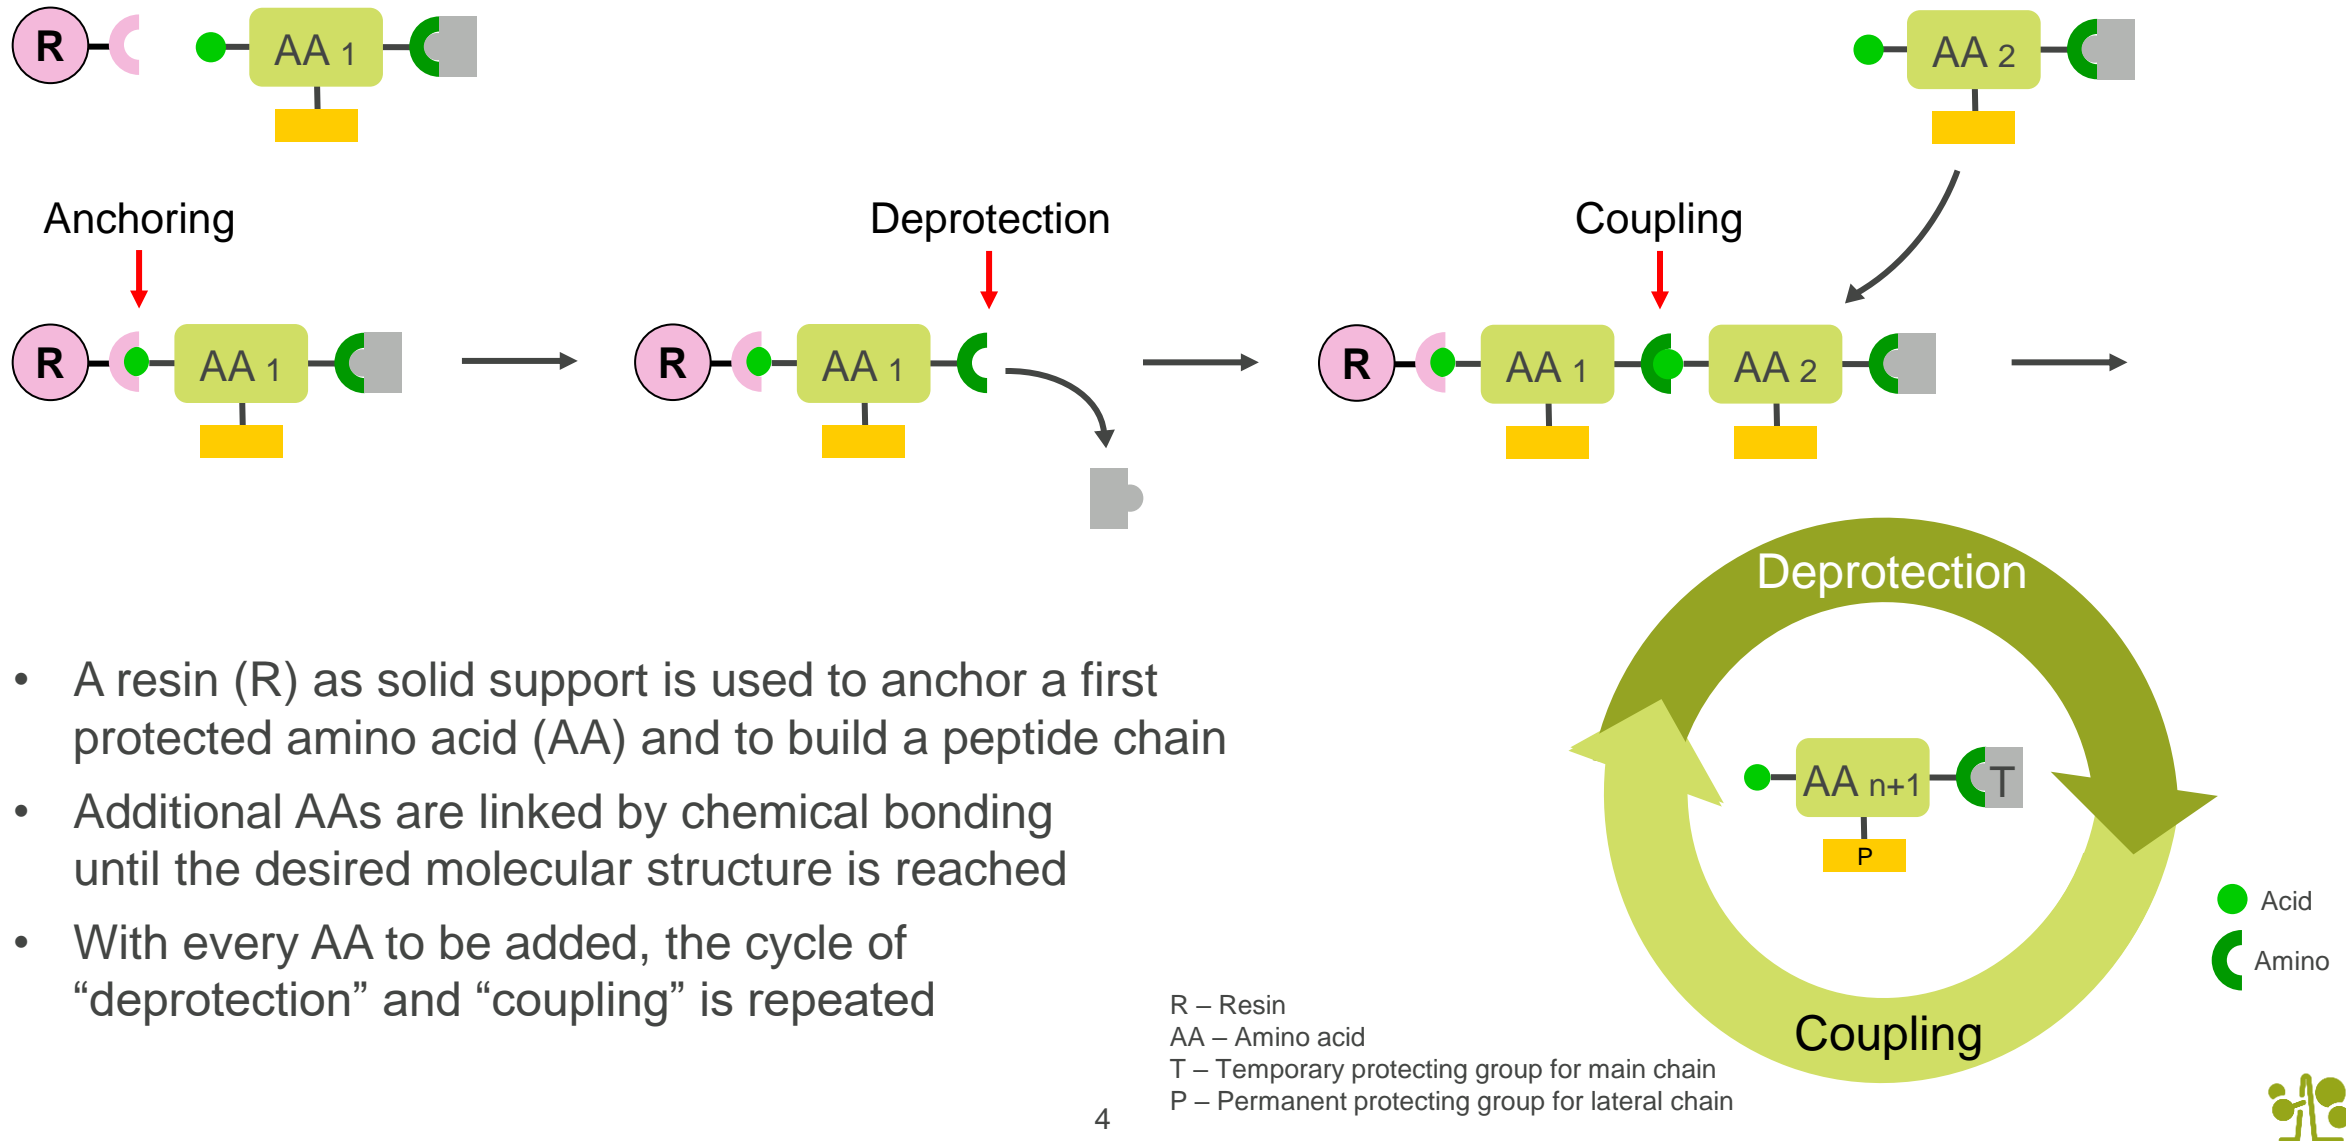 R
AA 1
AA 2
Anchoring
Deprotection
Coupling
R
AA 1
R
AA 1
R
AA 1
AA 2
Deprotection
• A resin (R) as solid support is used to anchor a first
protected amino acid (AA) and to build a peptide chain
• Additional AAs are linked by chemical bonding
until the desired molecular structure is reached
• With every AA to be added, the cycle of
“deprotection” and “coupling” is repeated
AA n+1
T
P
Acid
Amino
Coupling
R – Resin
AA – Amino acid
T – Temporary protecting group for main chain
P – Permanent protecting group for lateral chain
4